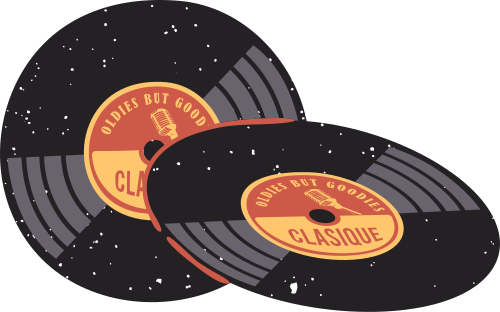 OLDIES BUT GOOD
CLA
OLDIES BUT GOODIES
CLASIQUE